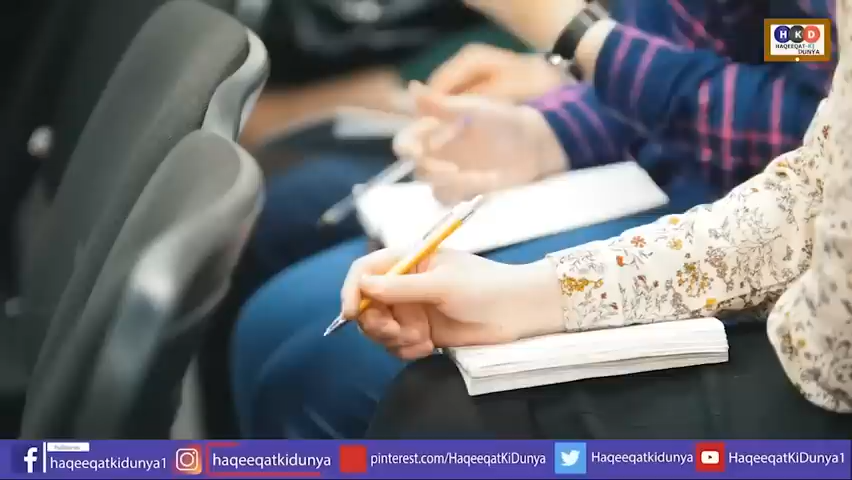 HKD
HAQEEQAT-KI
DUNYA
haqeeqatkidunya1
haqeeqatkidunya
pinterest.com/HaqeeqatKiDunya
Haqeeqatkidunya
HaqeeqatKiDunya1